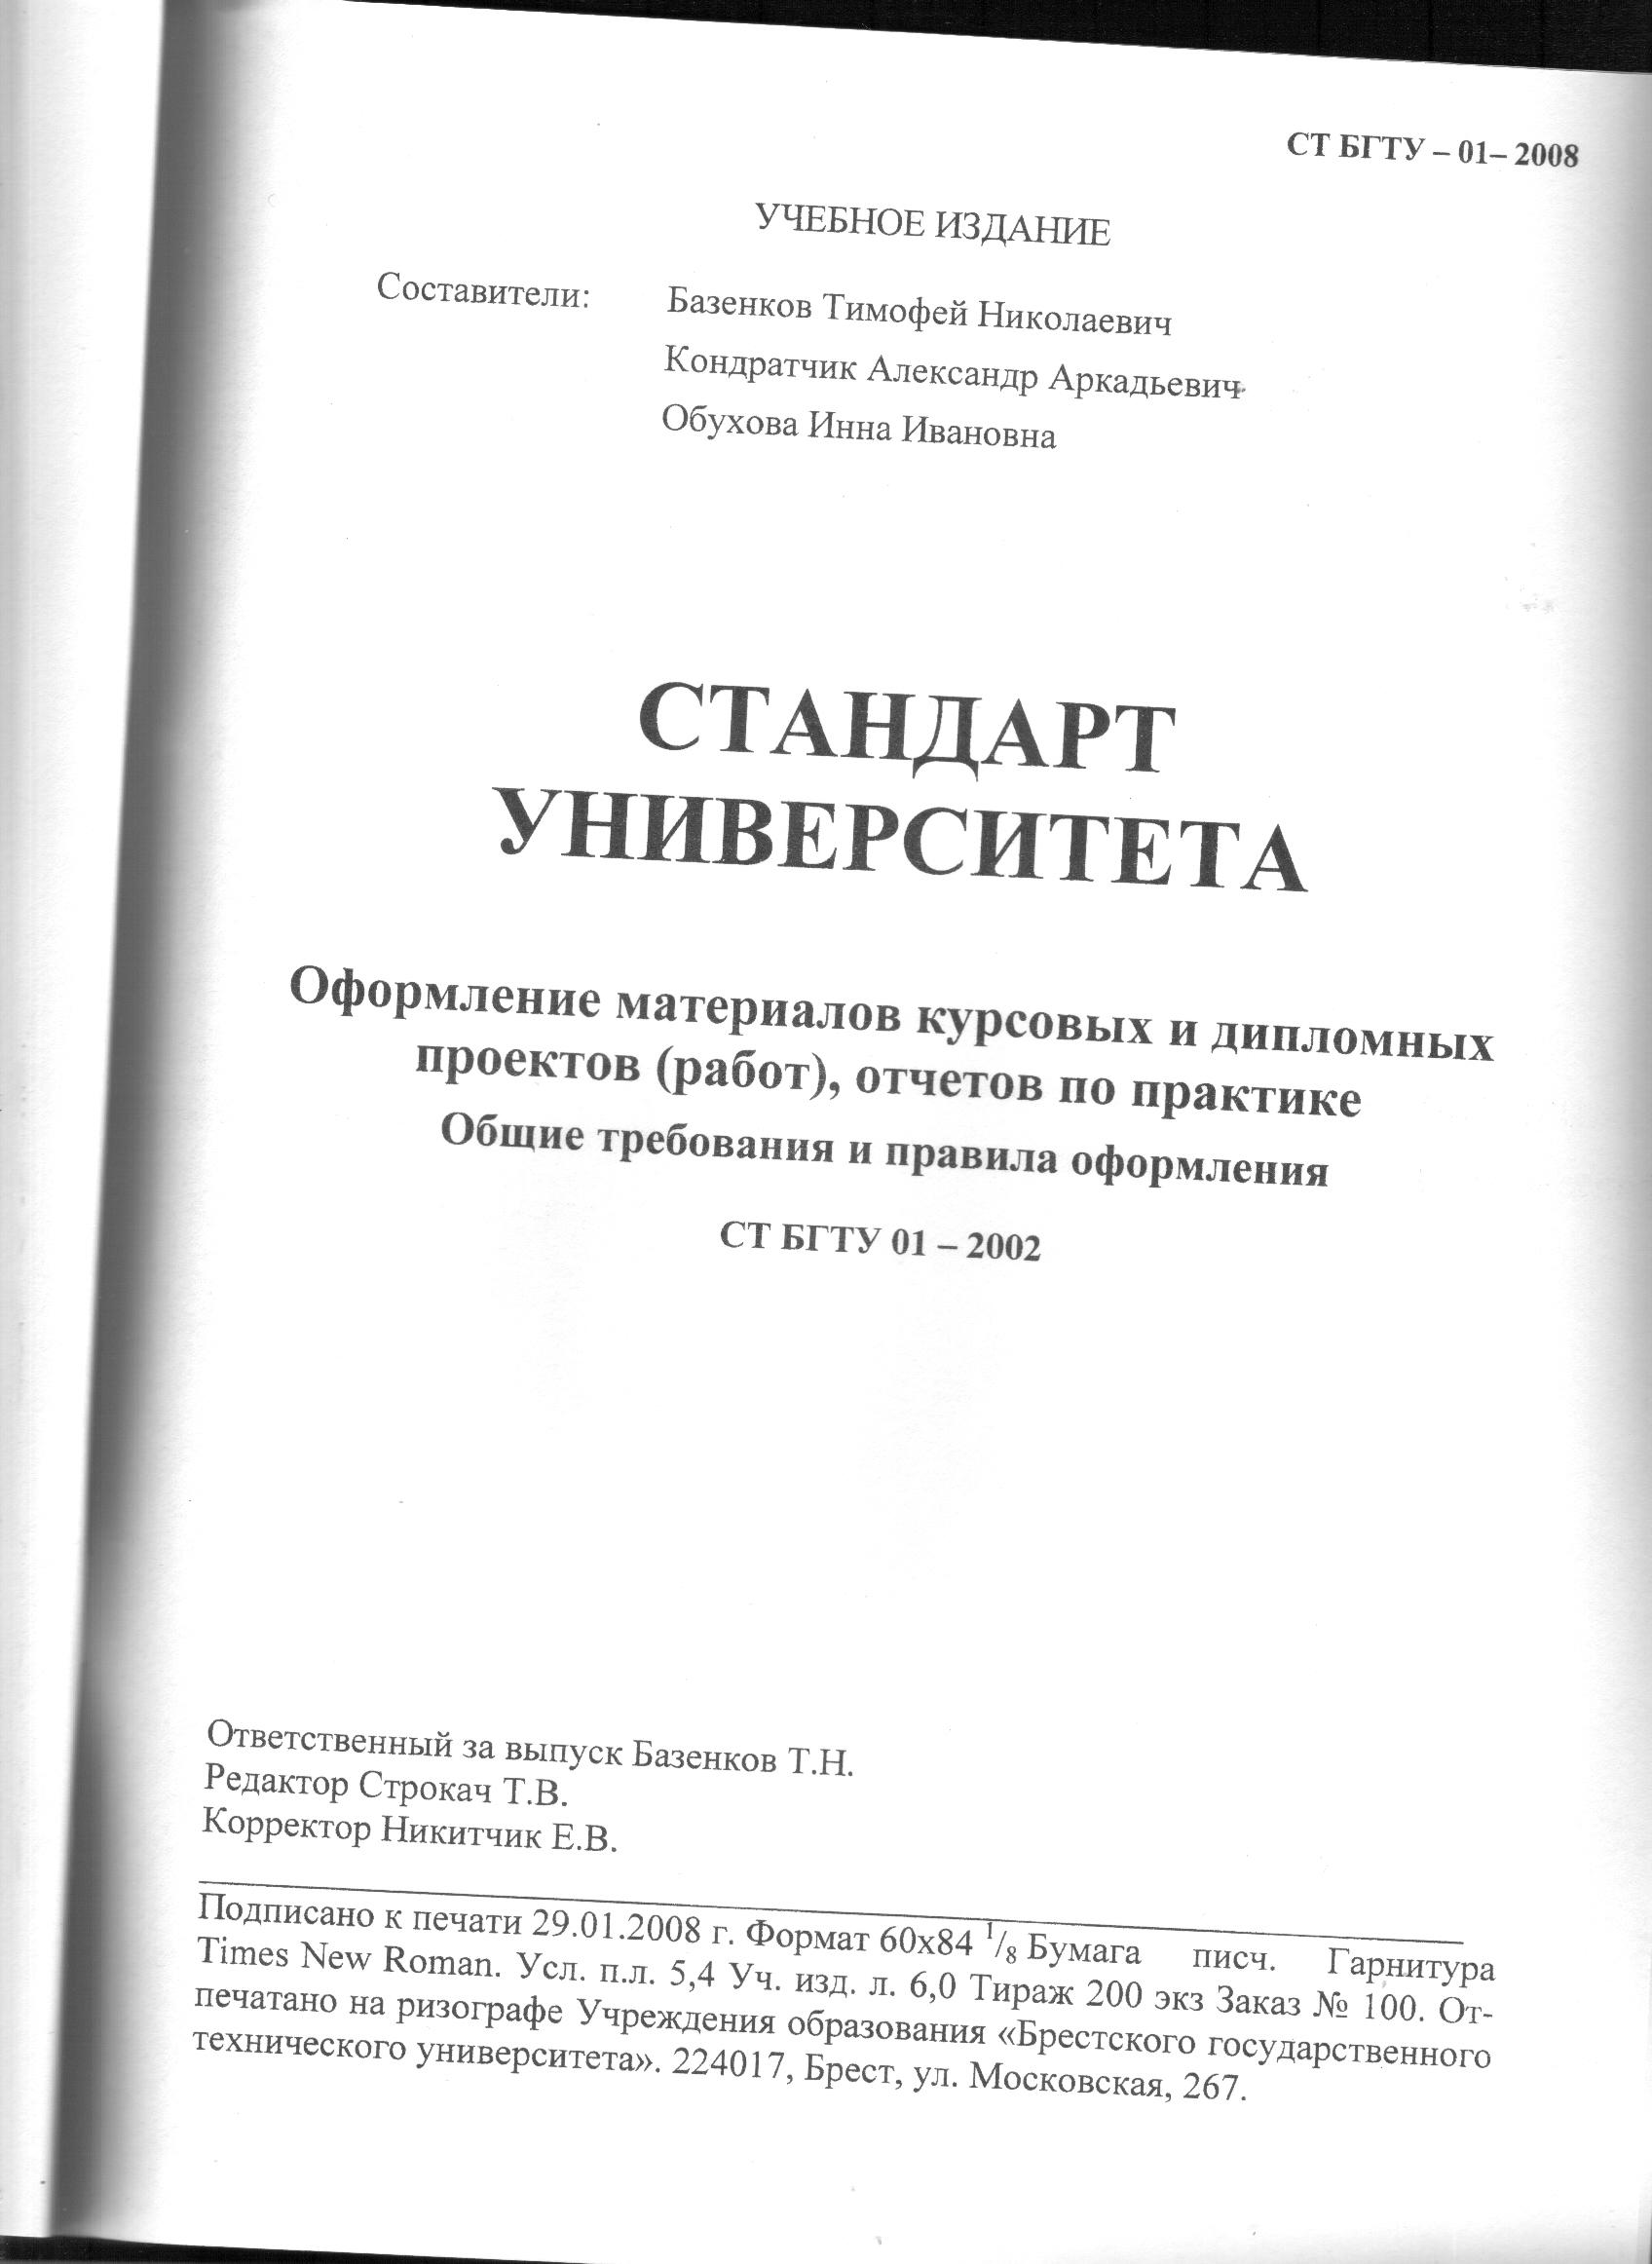 СТ БГТУ – 01– 2008
УЧЕБНОЕ ИЗДАНИЕ
Составители: Базенков Тимофей Николаевич
Кондратчик Александр Аркадьевич
Обухова Инна Ивановна
СТАНДАРТ
УНИВЕРСИТЕТА
Оформление материалов курсовых и дипломных
проектов (работ), отчетов по практике
Общие требования и правила оформления
СТ БГТУ 01 – 2002
Ответственный за выпуск Базенков Т.Н.
Редактор Строкач Т.В.
Корректор Никитчик Е.В.
Подписано к печати 29.01.2008 г. Формат 60x84 1/8 Бумага писч. Гарнитура
Times New Roman. Усл. п.л. 5,4 Уч. изд. л. 6,0 Тираж 200 экз Заказ № 100. От-
печатано на ризографе Учреждения образования «Брестского государственного
технического университета». 224017, Брест, ул. Московская, 267.